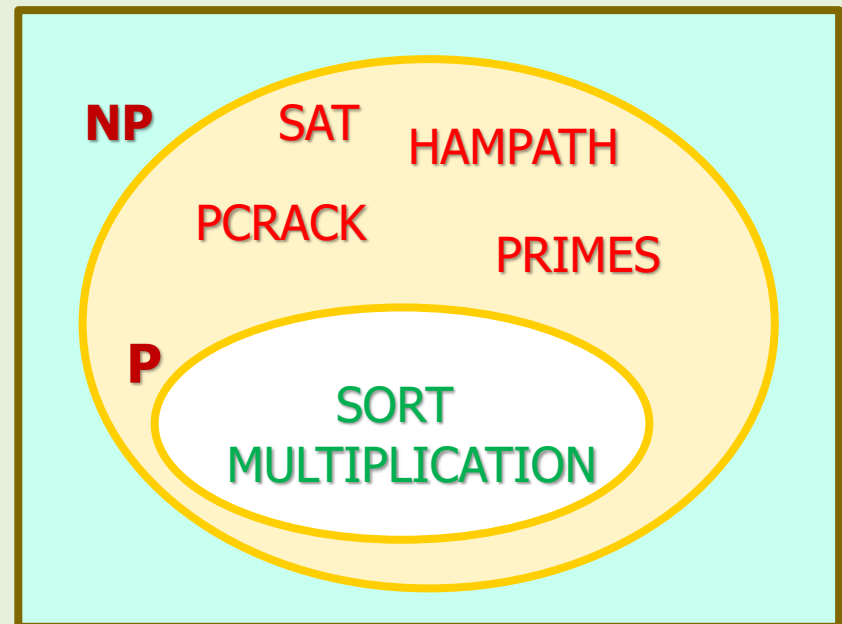 NP
SAT
HAMPATH
PCRACK
PRIMES
P
SORT
MULTIPLICATION